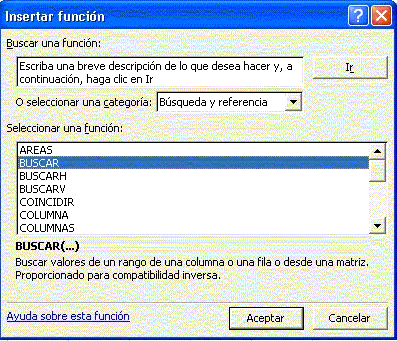 Insertar función
Buscar una función:
Escriba una breve descripción de lo que desea hacer y, a
continuación, haga clic en Ir
Ir
O seleccionar una categoría: Búsqueda y referencia
Seleccionar una función:
AREAS
BUSCAR
BUSCARH
BUSCARV
COINCIDIR
COLUMNA
COLUMNAS
BUSCAR(...)
Buscar valores de un rango de una columna o una fila o desde una matriz.
Proporcionado para compatibilidad inversa.
Ayuda sobre esta función
Aceptar
Cancelar